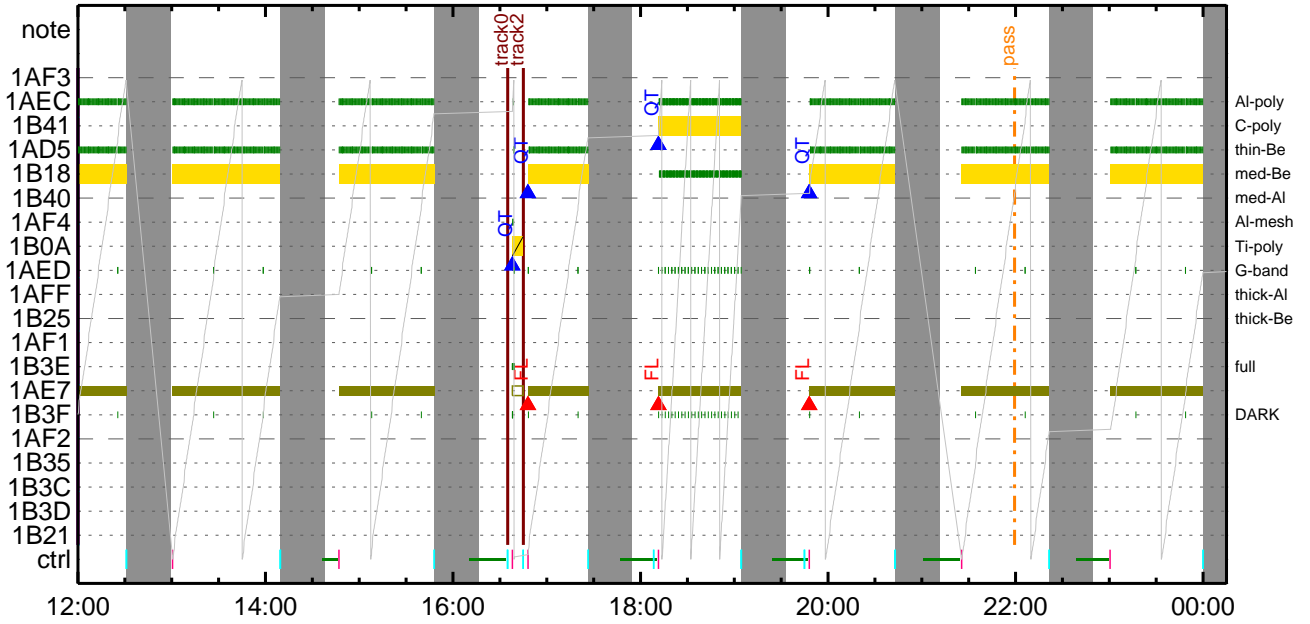 note
track0
track2
pass
1AF3
1AEC
QT
Al-poly
1B41
C-poly
1AD5
QT
QT
thin-Be
1B18
med-Be
1B40
med-Al
1AF4
QT
Al-mesh
1B0A
Ti-poly
1AED
G-band
1AFF
thick-Al
1B25
thick-Be
1AF1
1B3E
FL
FL
FL
full
1AE7
1B3F
DARK
1AF2
1B35
1B3C
1B3D
1B21
ctrl
12:00
14:00
16:00
18:00
20:00
22:00
00:00